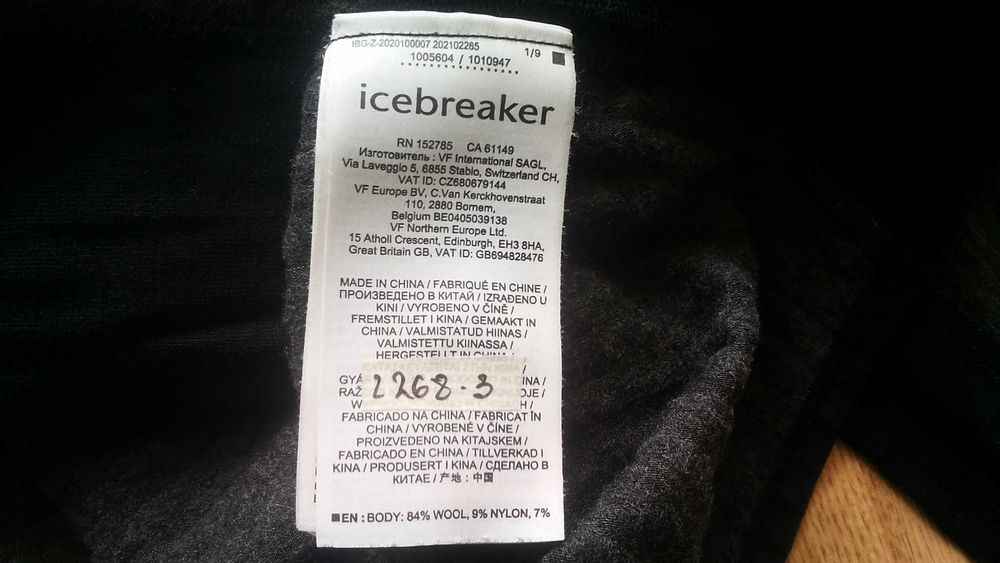 IBG-Z-2020100007 202102265
1/9
1005604 / 1010947
icebreaker
RN 152785 CA 61149
Изготовитель : VF International SAGL,
Via Laveggio 5, 6855 Stabio, Switzerland CH,
VAT ID: CZ680679144
VF Europe BV, C.Van Kerckhovenstraat
110, 2880 Bornem,
Belgium BE0405039138
VF Northern Europe Ltd.
15 Atholl Crescent, Edinburgh, EH3 8HA,
Great Britain GB, VAT ID: GB694828476
MADE IN CHINA / FABRIQUÉ EN CHINE /
ПРОИЗВЕДЕНО В КИТАЙ / IZRAĐENO U
KINI / VYROBENO V ČÍNĚ /
FREMSTILLET I KINA / GEMAAKT IN
CHINA / VALMISTATUD HIINAS /
VALMISTETTU KIINASSA /
HERGESTELLT IN CHINA /
2268-3
FABRICADO NA CHINA / FABRICAT ÎN
CHINA / VYROBENÉ V ČÍNE /
PROIZVEDENO NA KITAJSKEM /
FABRICADO EN CHINA / TILLVERKAD I
KINA / PRODUSERT I KINA / СДЕЛАНО В
КИТАЕ / 产地 : 中国
EN : BODY: 84% WOOL, 9% NYLON, 7%